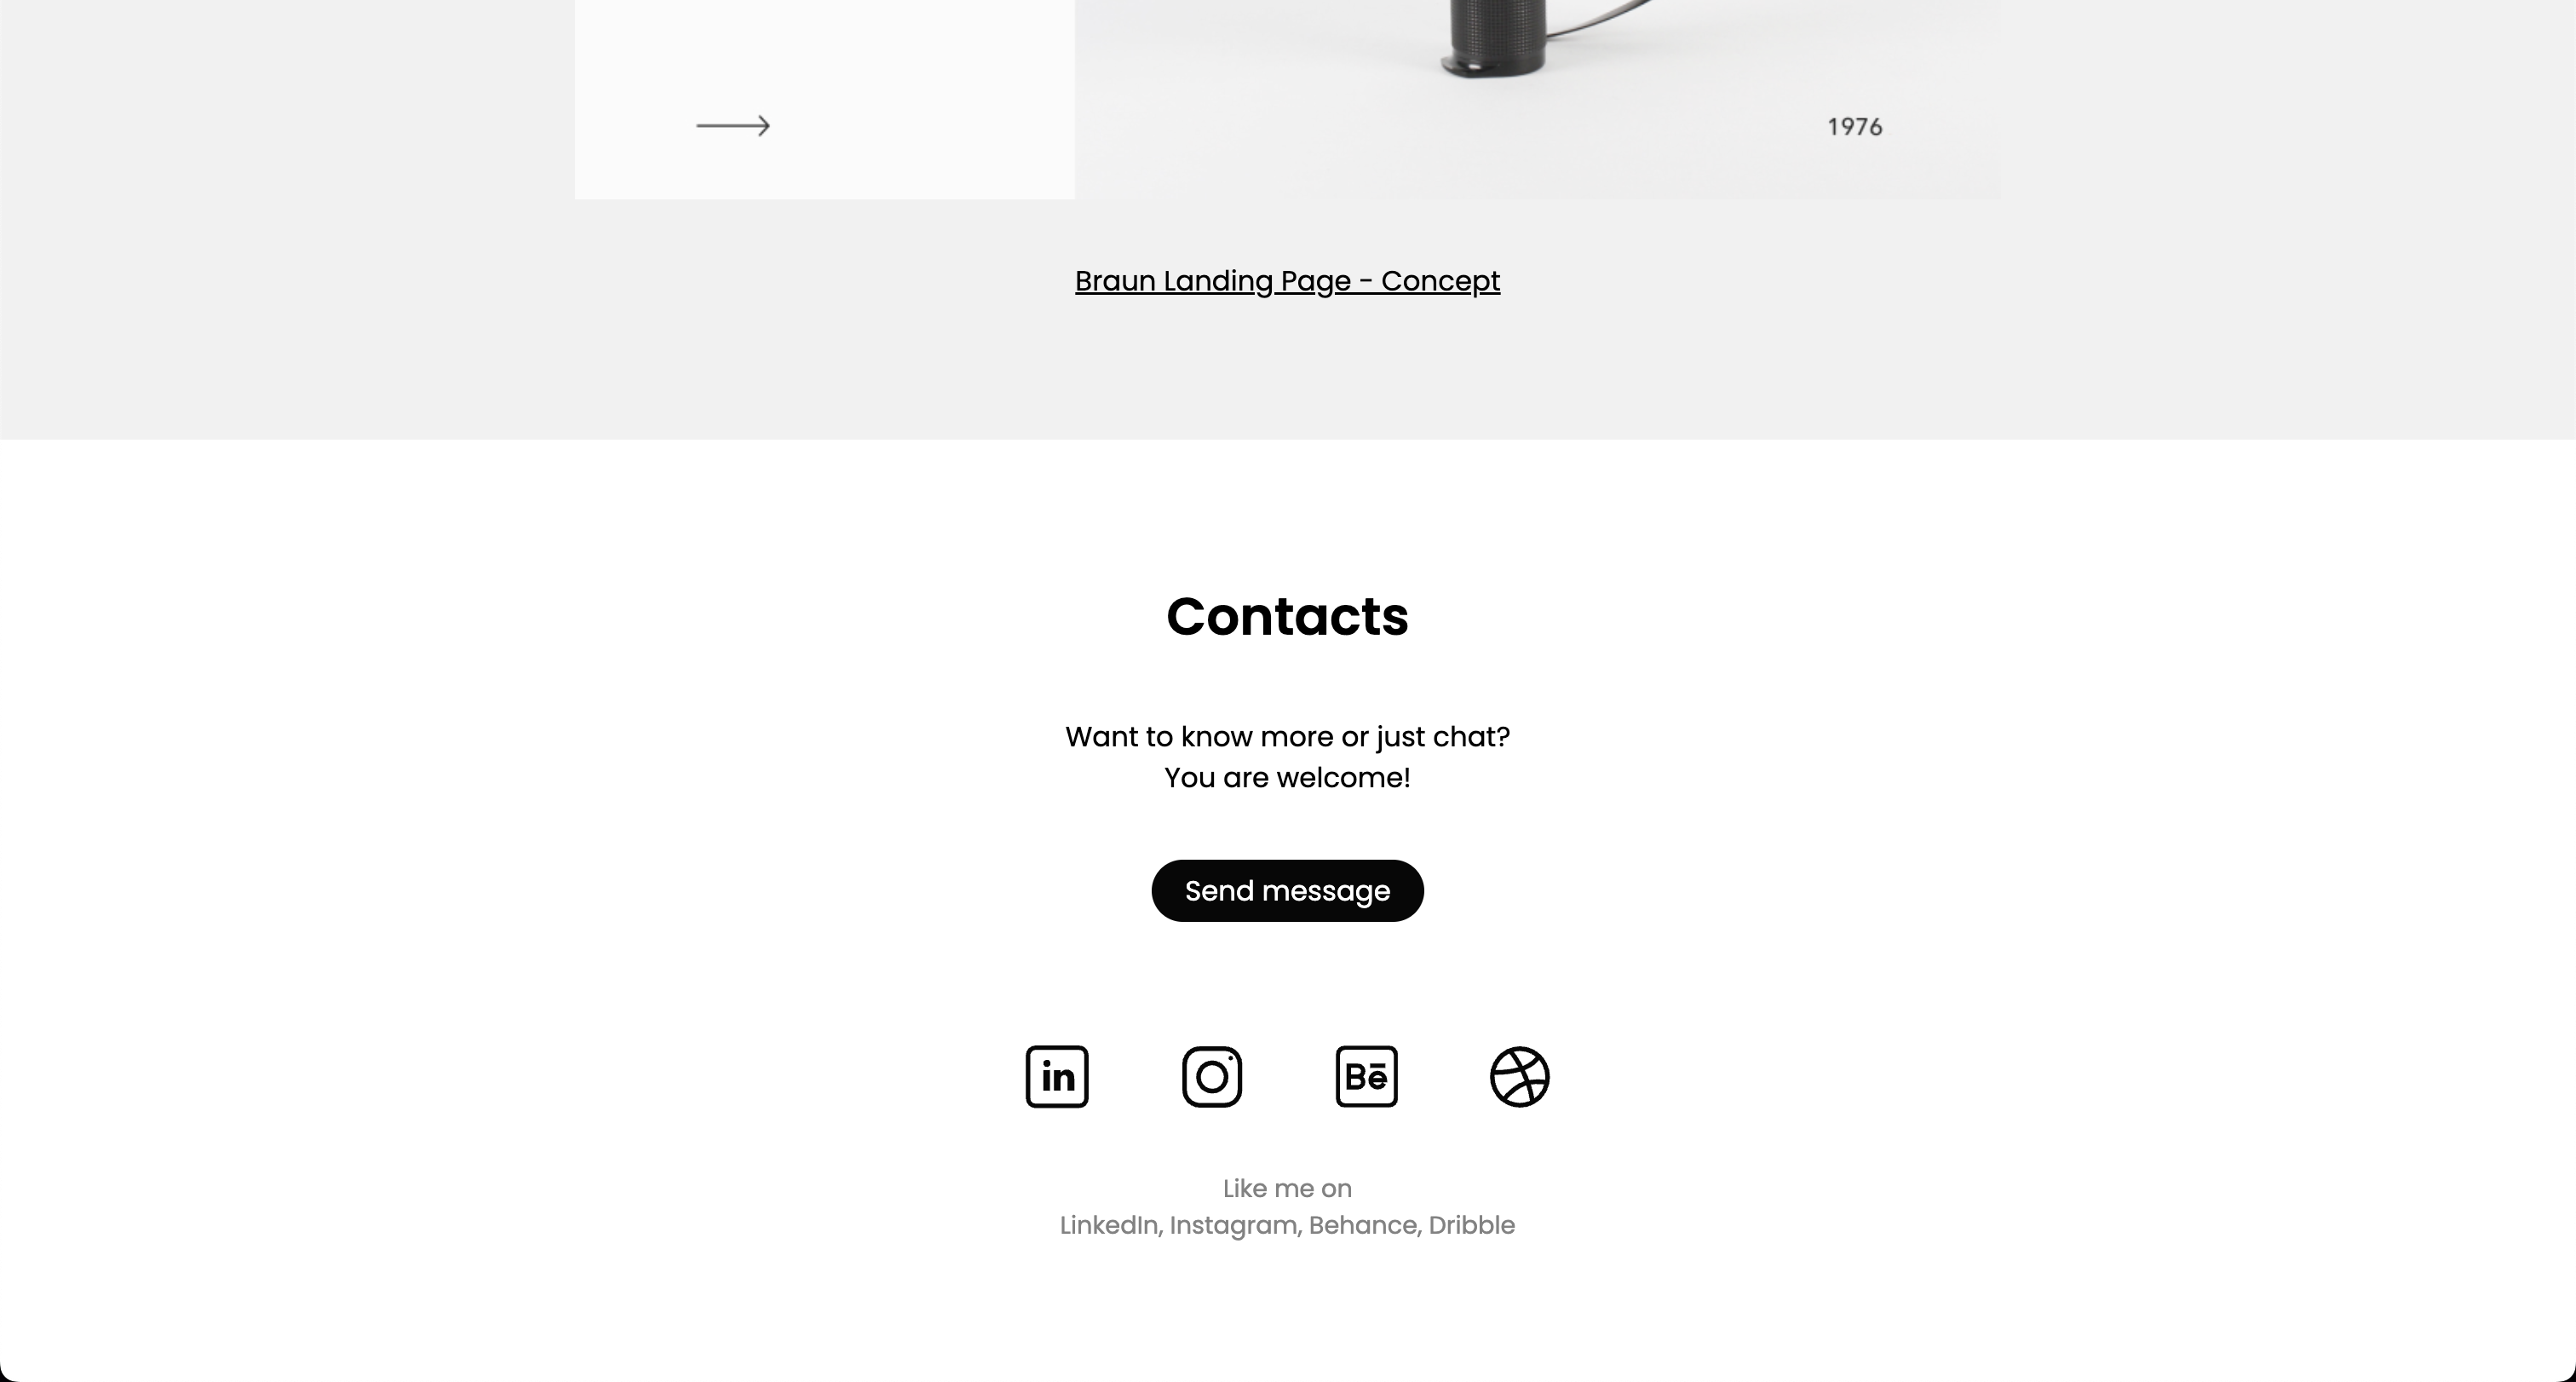 1976
Braun Landing Page - Concept
Contacts
Want to know more or just chat?
You are welcome!
Send message
in
Bē
Like me on
LinkedIn, Instagram, Behance, Dribble